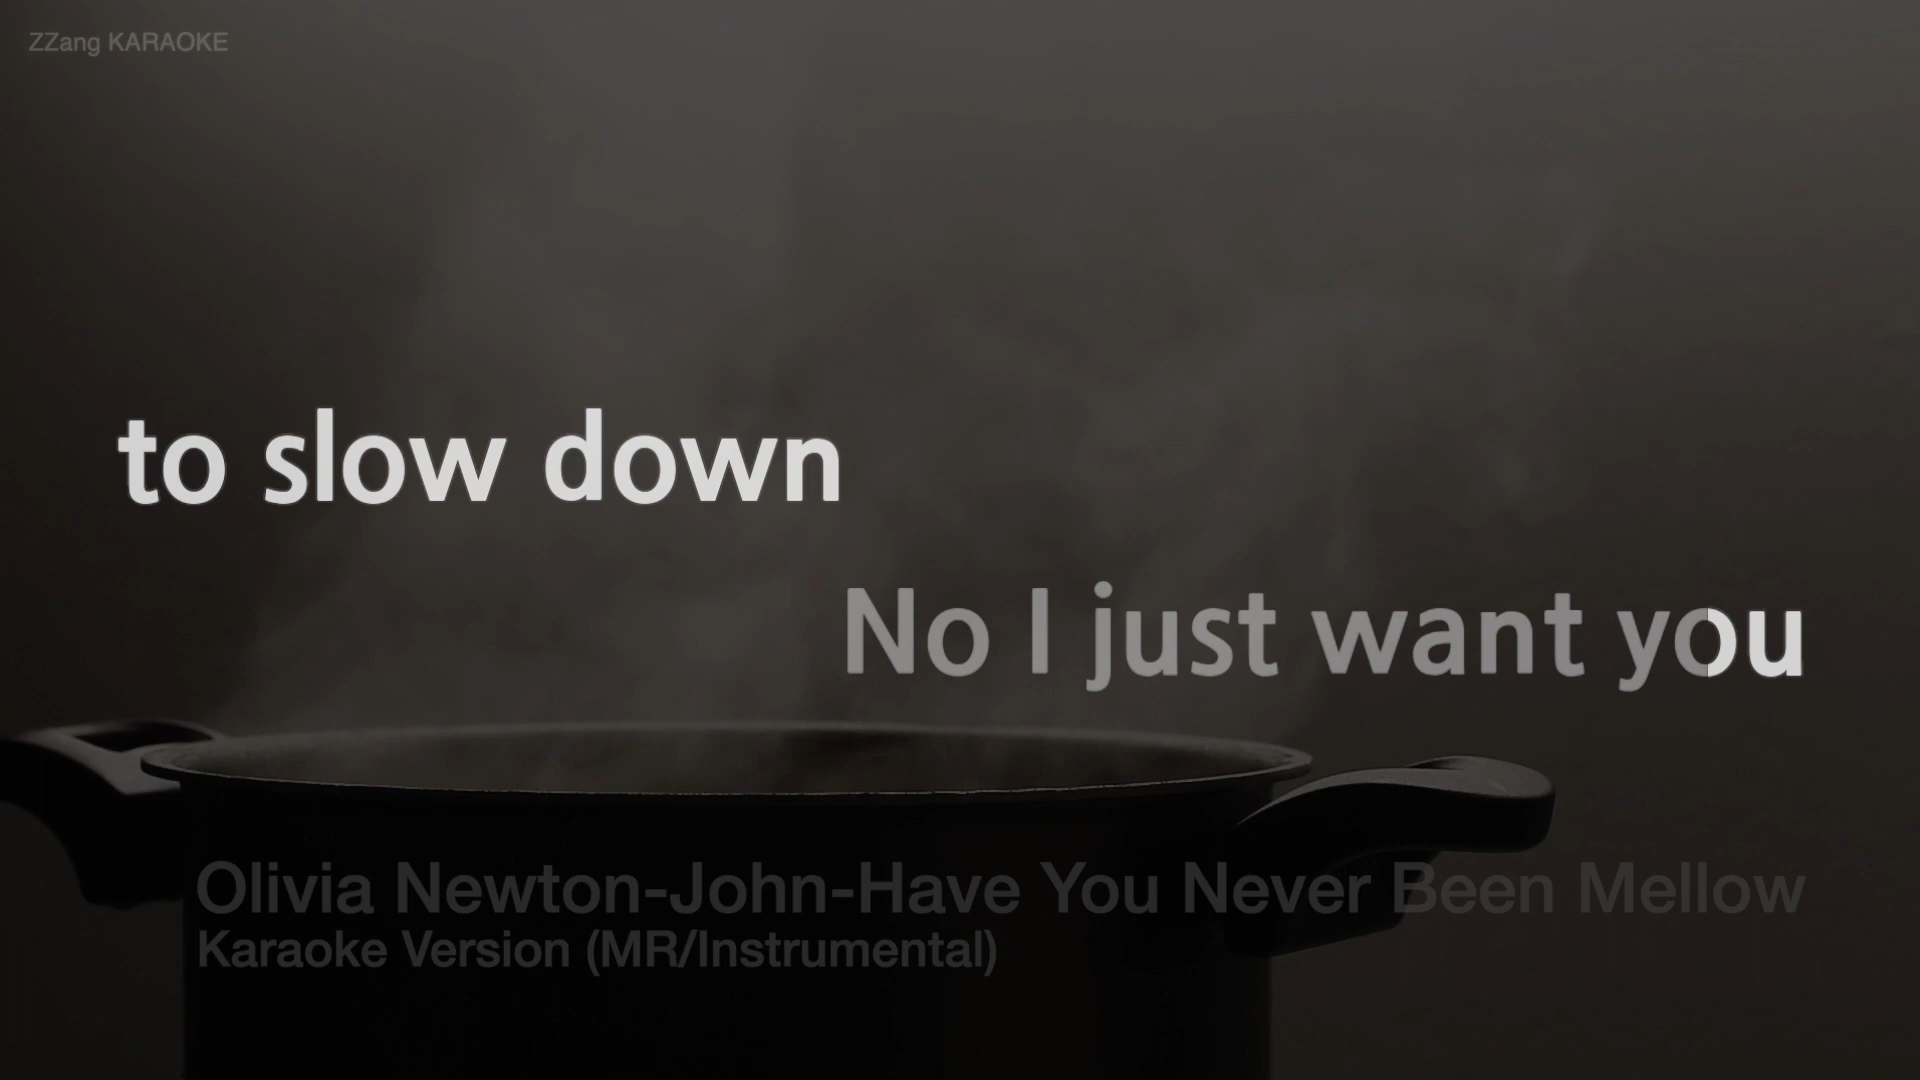 ZZang KARAOKE
to slow down
No I just want you
Olivia Newton-John-Have You Never Been Mellow
Karaoke Version (MR/Instrumental)